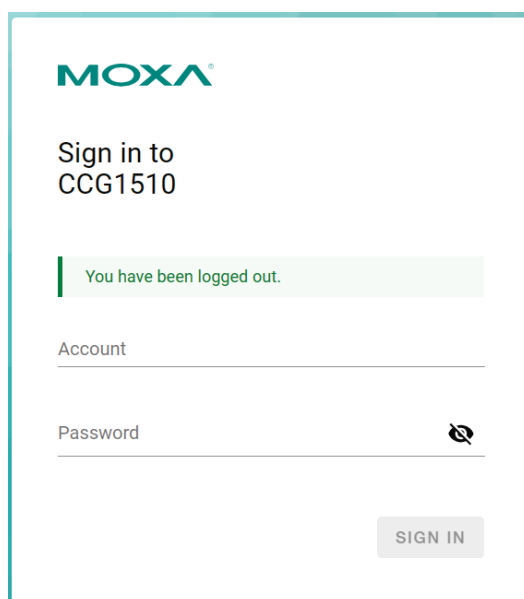 MOXA®
Sign in to
CCG1510
You have been logged out.
Account
Password
SIGN IN